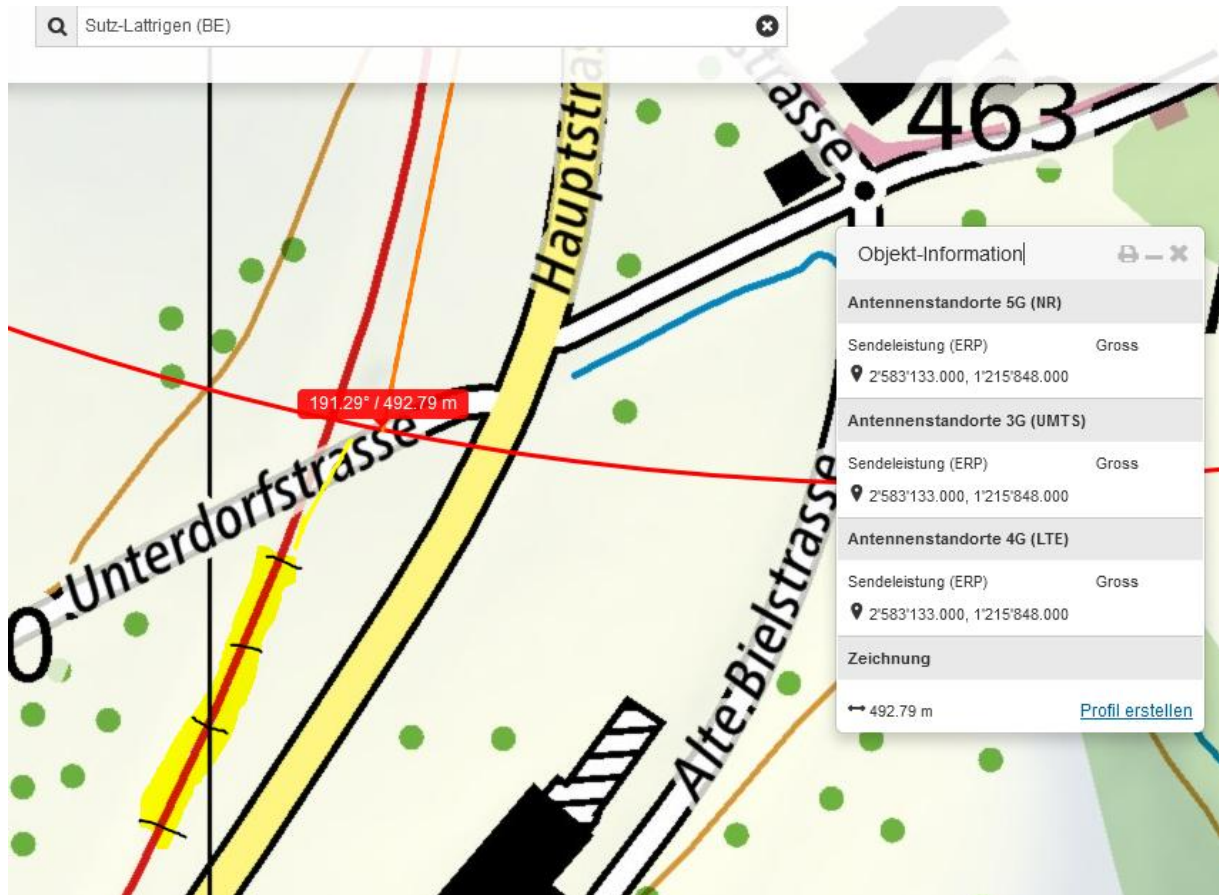 Sutz-Lattrigen (BE)
strasse
463
Hauptstra
Objekt-Information
Antennenstandorte 5G (NR)
Sendeleistung (ERP) Gross
2'583'133.000, 1'215'848.000
191.29° / 492.79 m
Antennenstandorte 3G (UMTS)
Sendeleistung (ERP) Gross
2'583'133.000, 1'215'848.000
Unterdorfstrasse
Antennenstandorte 4G (LTE)
Sendeleistung (ERP) Gross
2'583'133.000, 1'215'848.000
0
Alte Bielstrasse
Zeichnung
492.79 m Profil erstellen